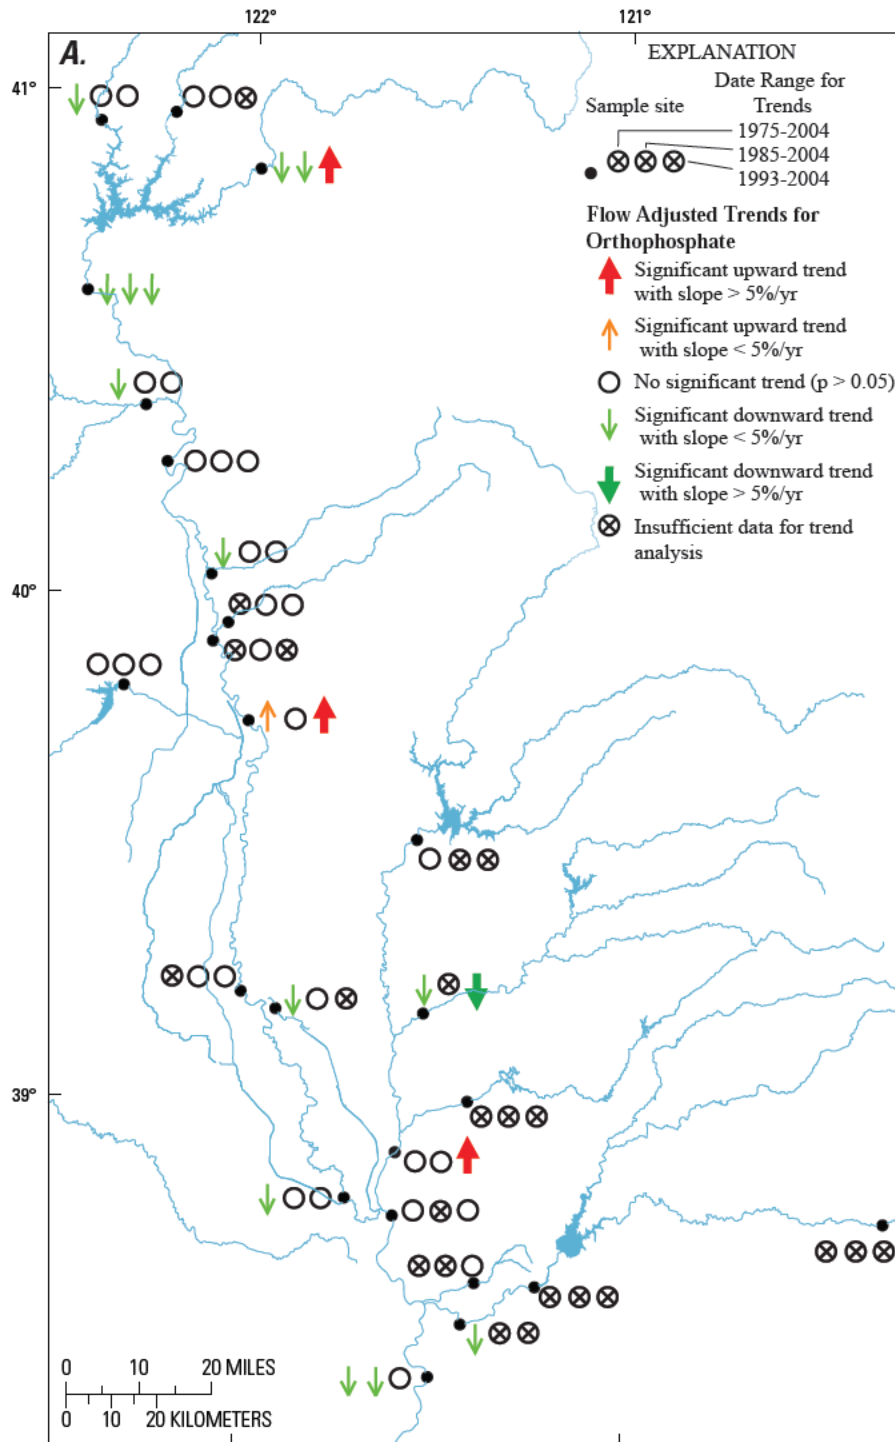 122°
121°
A.
41°
EXPLANATION
Date Range for
Trends
Sample site
1975-2004
1985-2004
1993-2004
Flow Adjusted Trends for
Orthophosphate
Significant upward trend
with slope > 5%/yr
Significant upward trend
with slope < 5%/yr
No significant trend (p > 0.05)
Significant downward trend
with slope < 5%/yr
Significant downward trend
with slope > 5%/yr
Insufficient data for trend
analysis
40°
39°
0 10 20 MILES
0 10 20 KILOMETERS